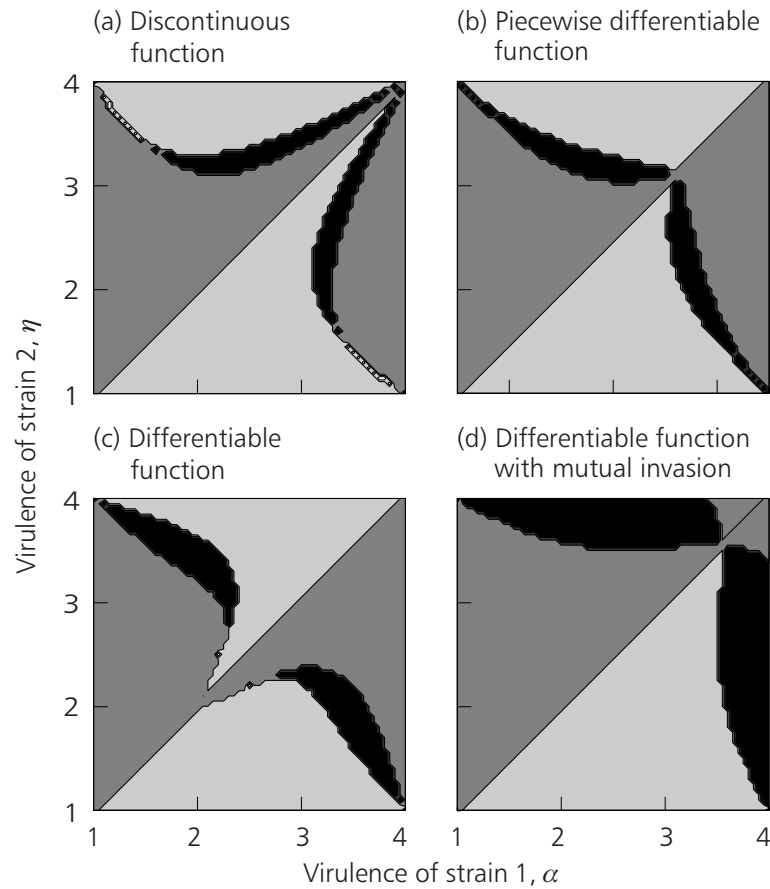 (a) Discontinuous
function
(b) Piecewise differentiable
function
4
3
2
1
(c) Differentiable
function
(d) Differentiable function
with mutual invasion
4
3
2
1
1 2 3 4
1 2 3 4
Virulence of strain 2, η
Virulence of strain 1, α